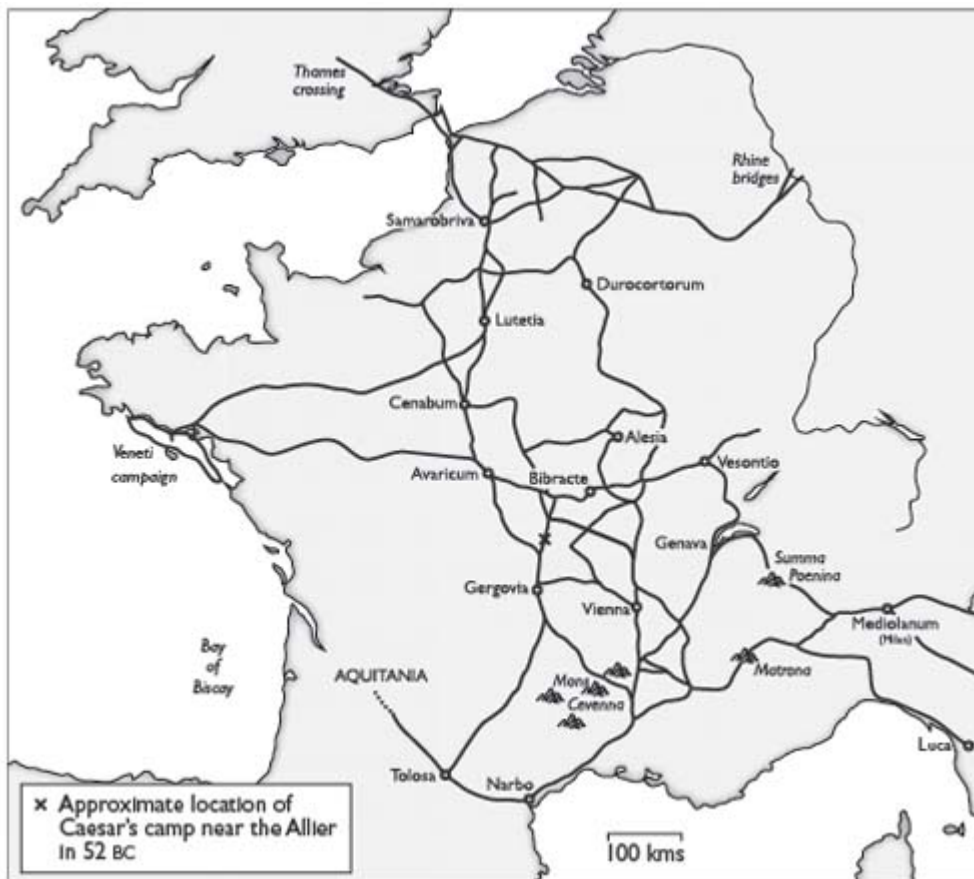 Thames
crossing
Rhine
bridges
Samarobriva
Durocortorum
Lutetia
Cenabum
Alesia
Veneti
campaign
Avaricum
Bibracte
Vesontio
Genava
Summa
Poenina
Gergovia
Vienna
Mediolanum
(Milan)
Bay
of
Biscay
AQUITANIA
Mons
Cevenna
Matrona
Luca
Tolosa
Narbo
× Approximate location of
Caesar's camp near the Allier
in 52 BC
100 kms